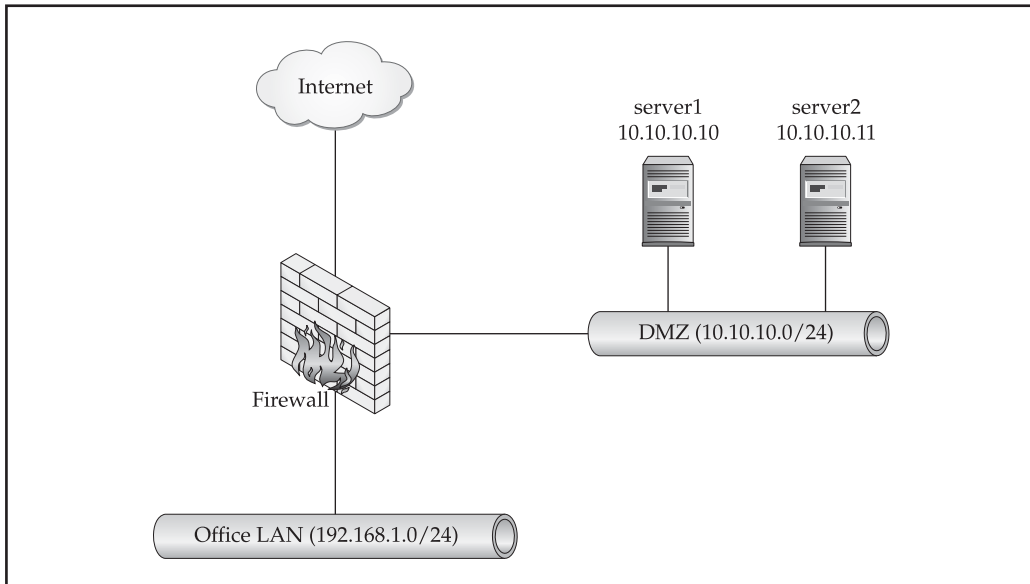 Internet
server1
10.10.10.10
server2
10.10.10.11
DMZ (10.10.10.0/24)
Firewall
Office LAN (192.168.1.0/24)